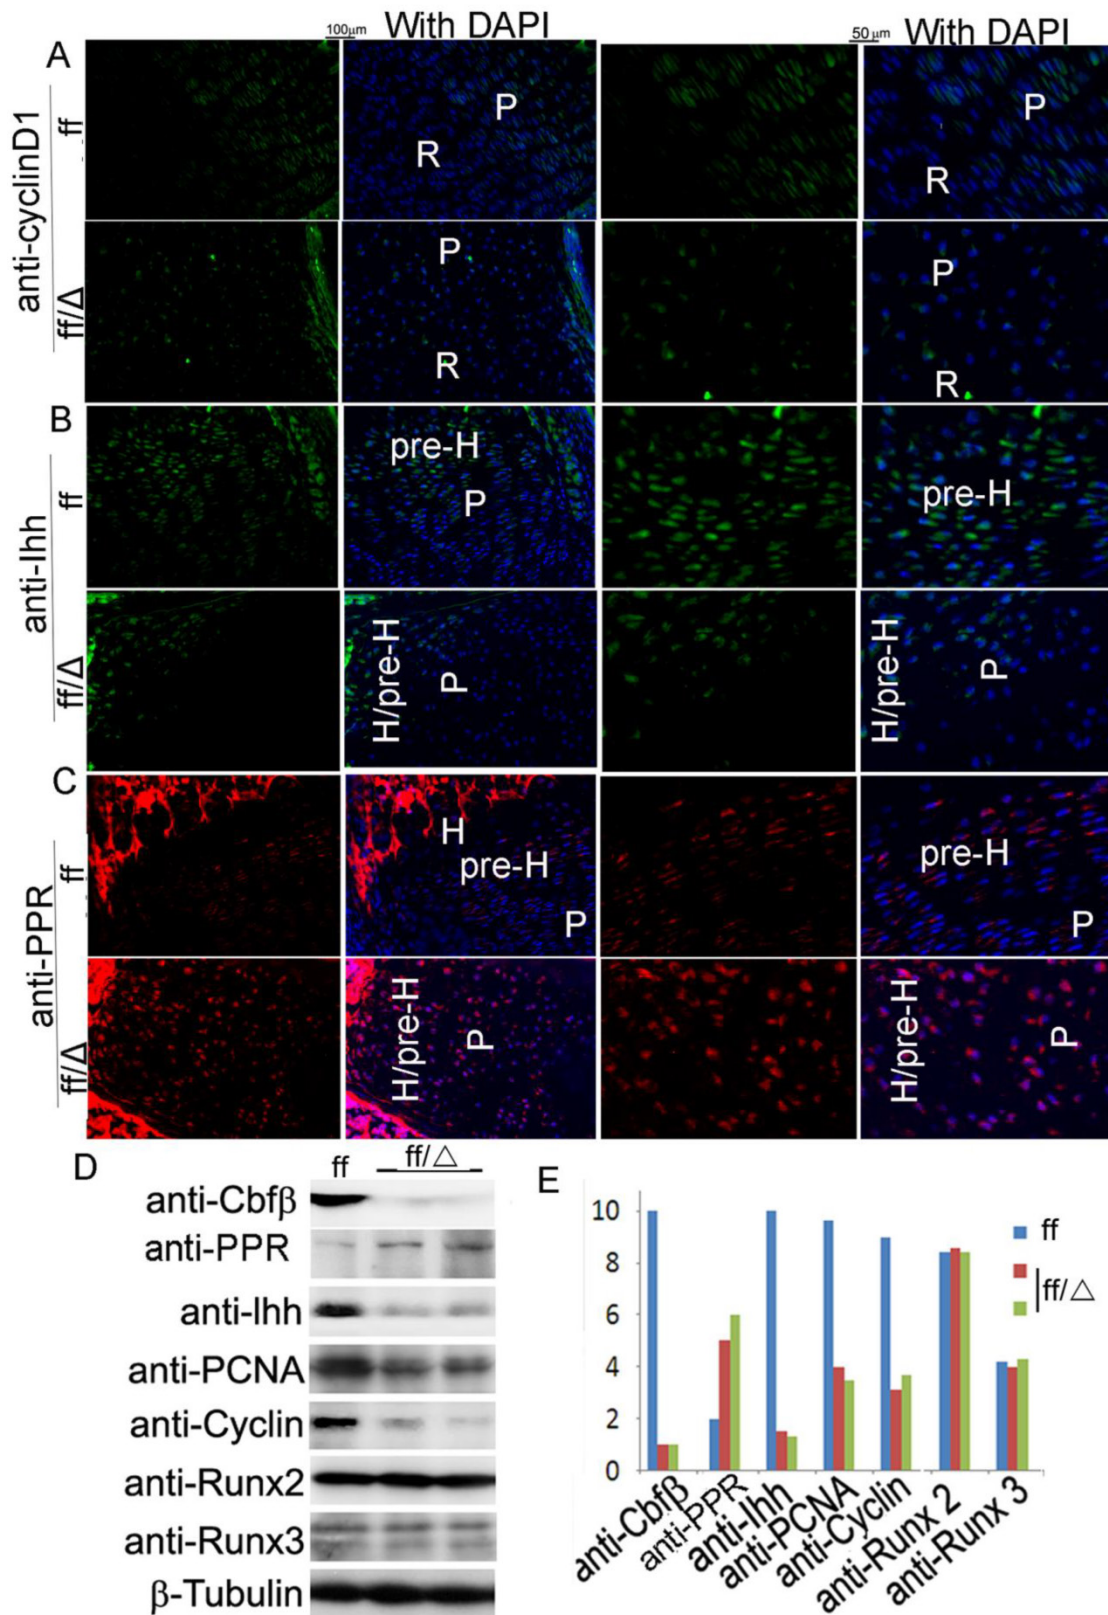 100μm With DAPI 50 μm With DAPI
A
anti-cyclinD1
ff
P
R
P
R
ff/Δ
P
R
P
R
B
anti-Ihh
ff
pre-H
P
pre-H
ff/Δ
H/pre-H
P
H/pre-H
P
C
anti-PPR
ff
H
pre-H
P
pre-H
P
ff/Δ
H/pre-H
P
H/pre-H
P
D
ff ff/△
anti-Cbfβ
anti-PPR
anti-Ihh
anti-PCNA
anti-Cyclin
anti-Runx2
anti-Runx3
β-Tubulin
E
10
8
6
4
2
0
ff
ff/△
anti-Cbfβ
anti-PPR
anti-Ihh
anti-PCNA
anti-Cyclin
anti-Runx 2
anti-Runx 3